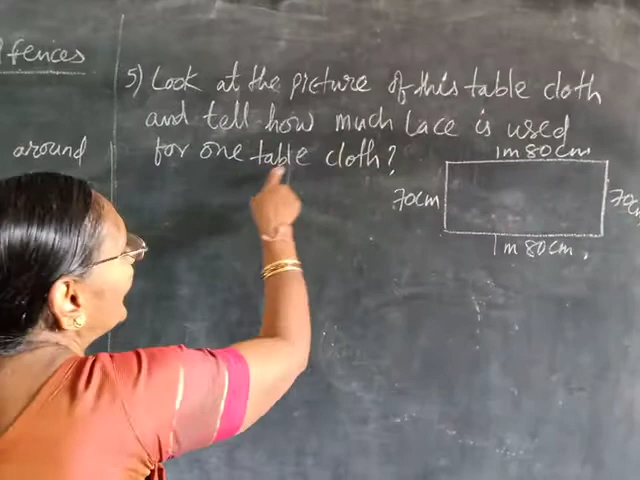 fences
around
5) Look at the picture of this table cloth
and tell how much lace is used
for one table cloth?
1m 80cm
70cm
70cm
1m 80cm.